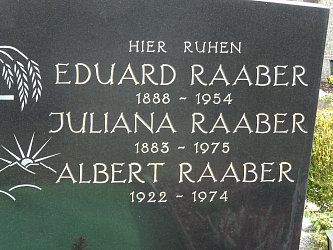 HIER RUHEN
EDUARD RAABER
1888 - 1954
JULIANA RAABER
1883 - 1975
ALBERT RAABER
1922 - 1974